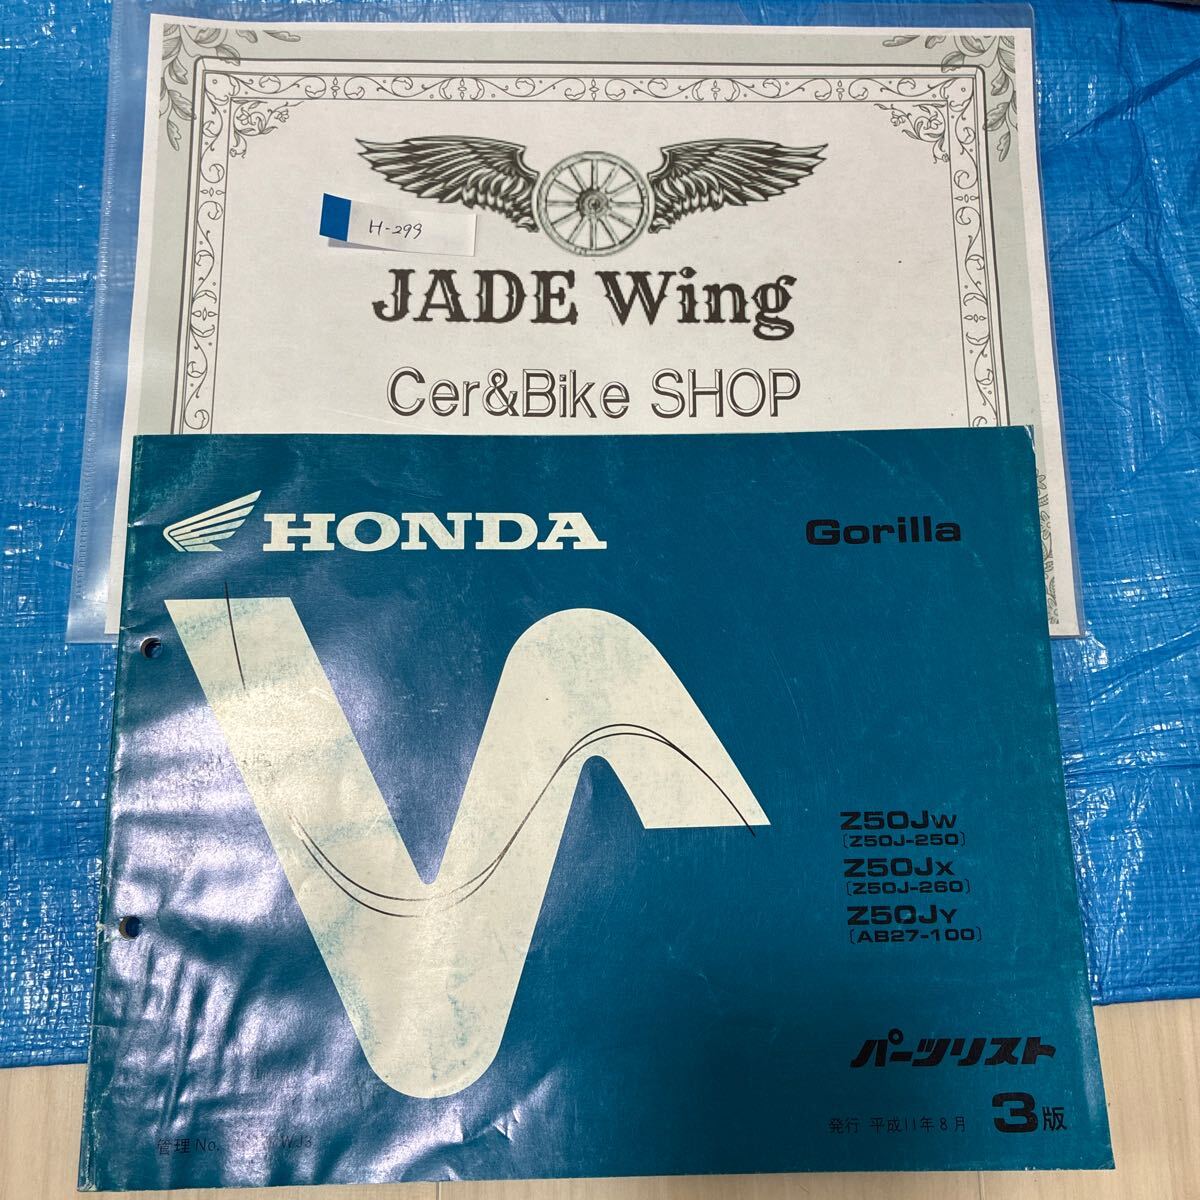 H-299
JADE Wing
Cer&Bike SHOP
HONDA
Gorilla
Z50JW
[Z50J-250]
Z50JX
[Z50J-260]
Z50JY
[AB27-100]
パーツリスト
発行 平成11年8月 3版
管理No. WJ3